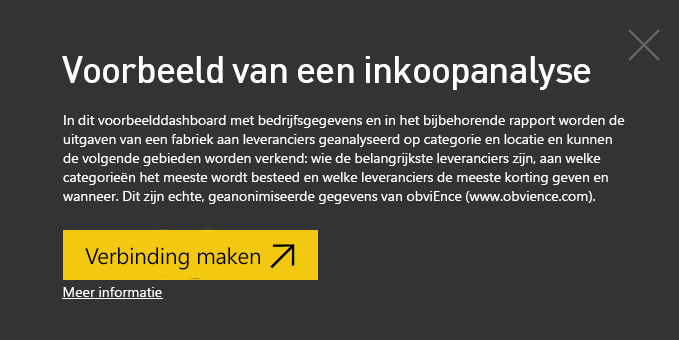 Voorbeeld van een inkoopanalyse
In dit voorbeelddashboard met bedrijfsgegevens en in het bijbehorende rapport worden de
uitgaven van een fabriek aan leveranciers geanalyseerd op categorie en locatie en kunnen
de volgende gebieden worden verkend: wie de belangrijkste leveranciers zijn, aan welke
categorieën het meeste wordt besteed en welke leveranciers de meeste korting geven en
wanneer. Dit zijn echte, geanonimiseerde gegevens van obviEnce (www.obvience.com).
Verbinding maken
Meer informatie